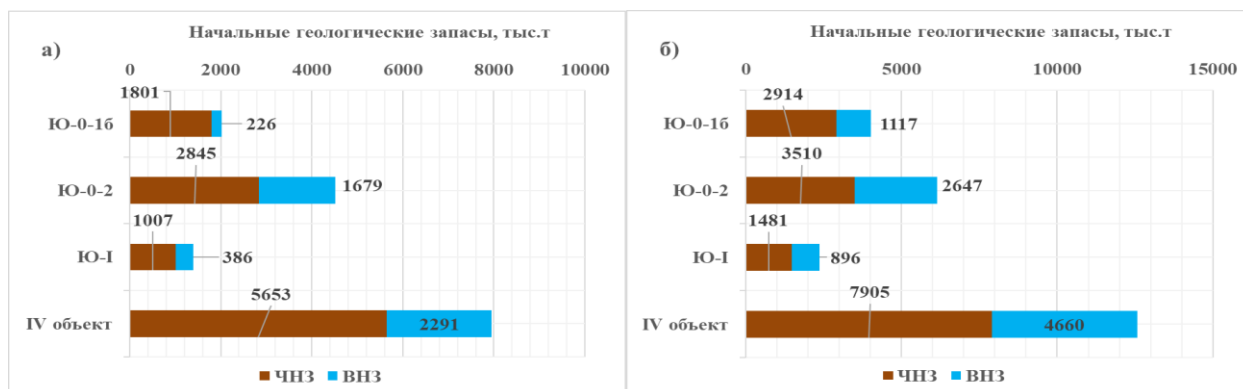 а)
Начальные геологические запасы, тыс.т
0 2000 4000 6000 8000 10000
Ю-0-1б 1801 226
Ю-0-2 2845 1679
Ю-I 1007 386
IV объект 5653 2291
ЧНЗ ВНЗ
б)
Начальные геологические запасы, тыс.т
0 5000 10000 15000
Ю-0-1б 2914 1117
Ю-0-2 3510 2647
Ю-I 1481 896
IV объект 7905 4660
ЧНЗ ВНЗ